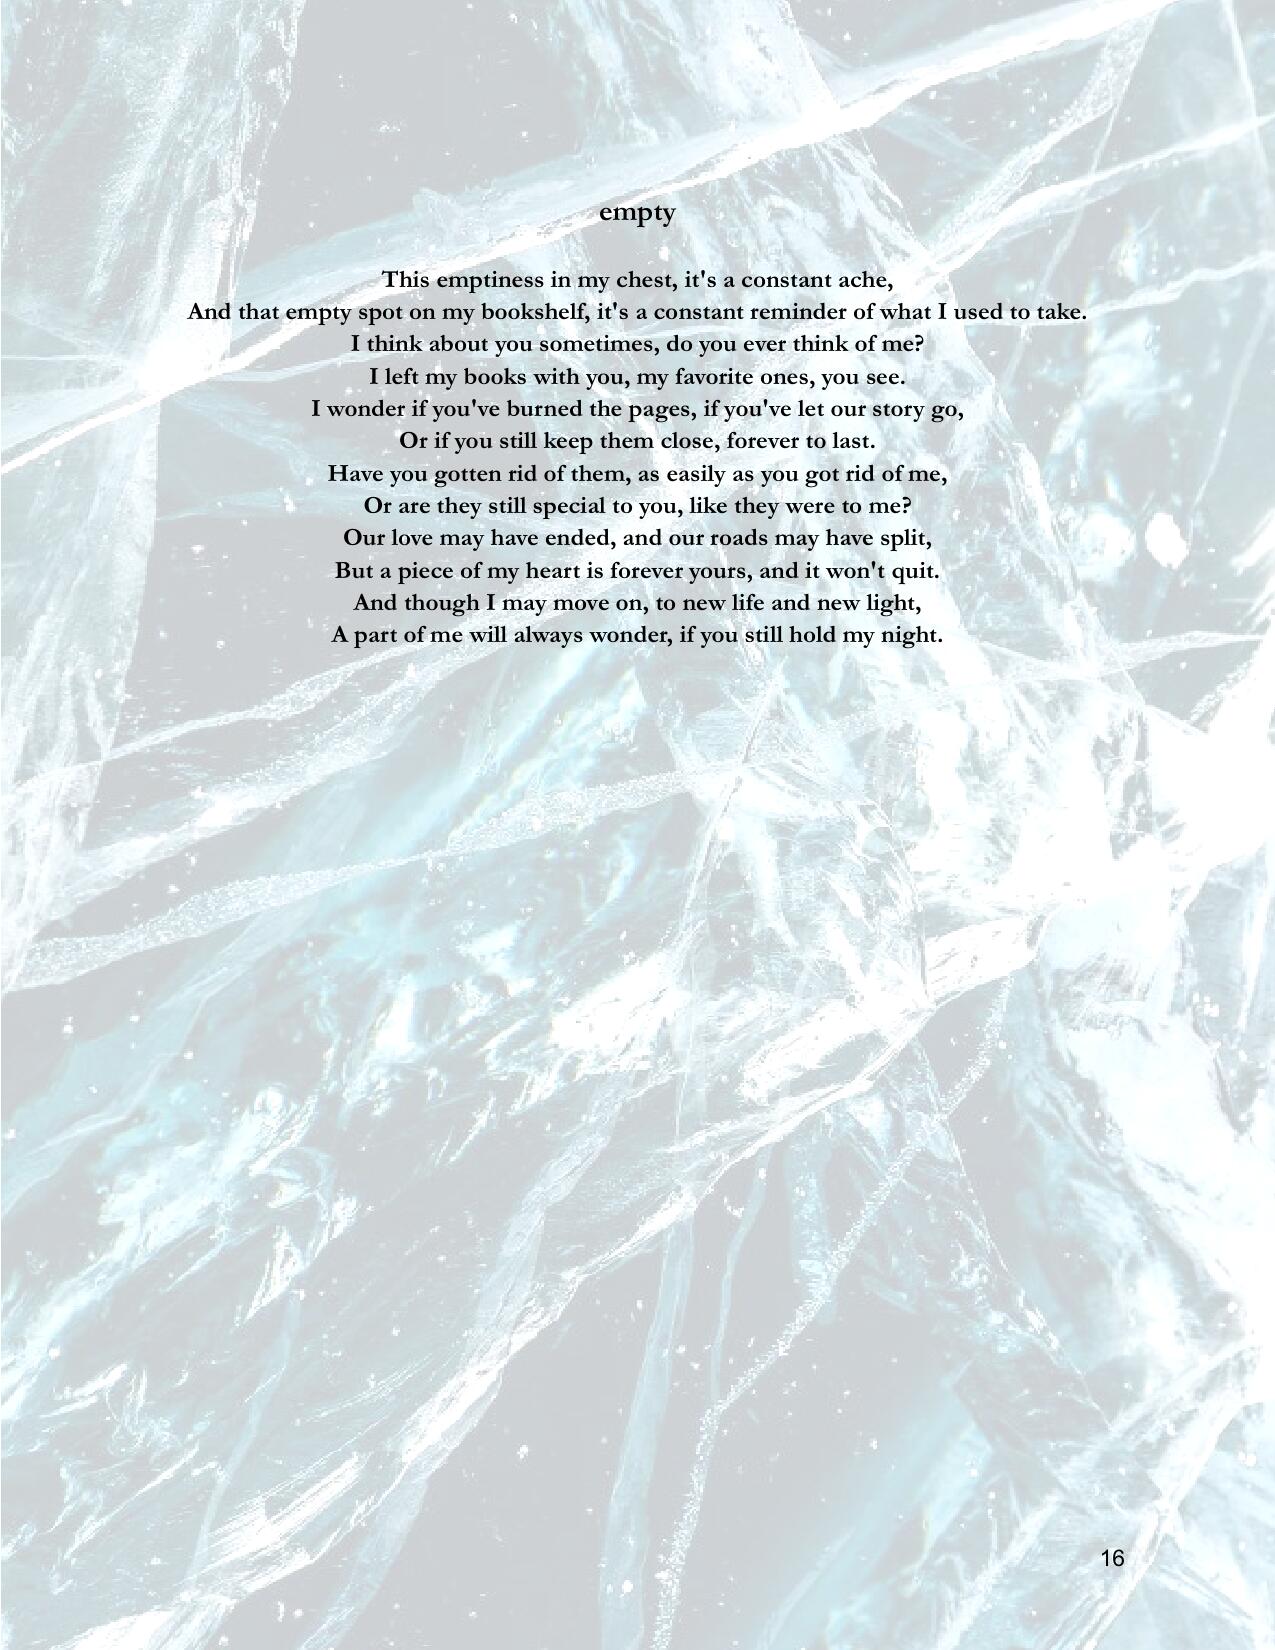 empty
This emptiness in my chest, it's a constant ache,
And that empty spot on my bookshelf, it's a constant reminder of what I used to take.
I think about you sometimes, do you ever think of me?
I left my books with you, my favorite ones, you see.
I wonder if you've burned the pages, if you've let our story go,
Or if you still keep them close, forever to last.
Have you gotten rid of them, as easily as you got rid of me,
Or are they still special to you, like they were to me?
Our love may have ended, and our roads may have split,
But a piece of my heart is forever yours, and it won't quit.
And though I may move on, to new life and new light,
A part of me will always wonder, if you still hold my night.
16